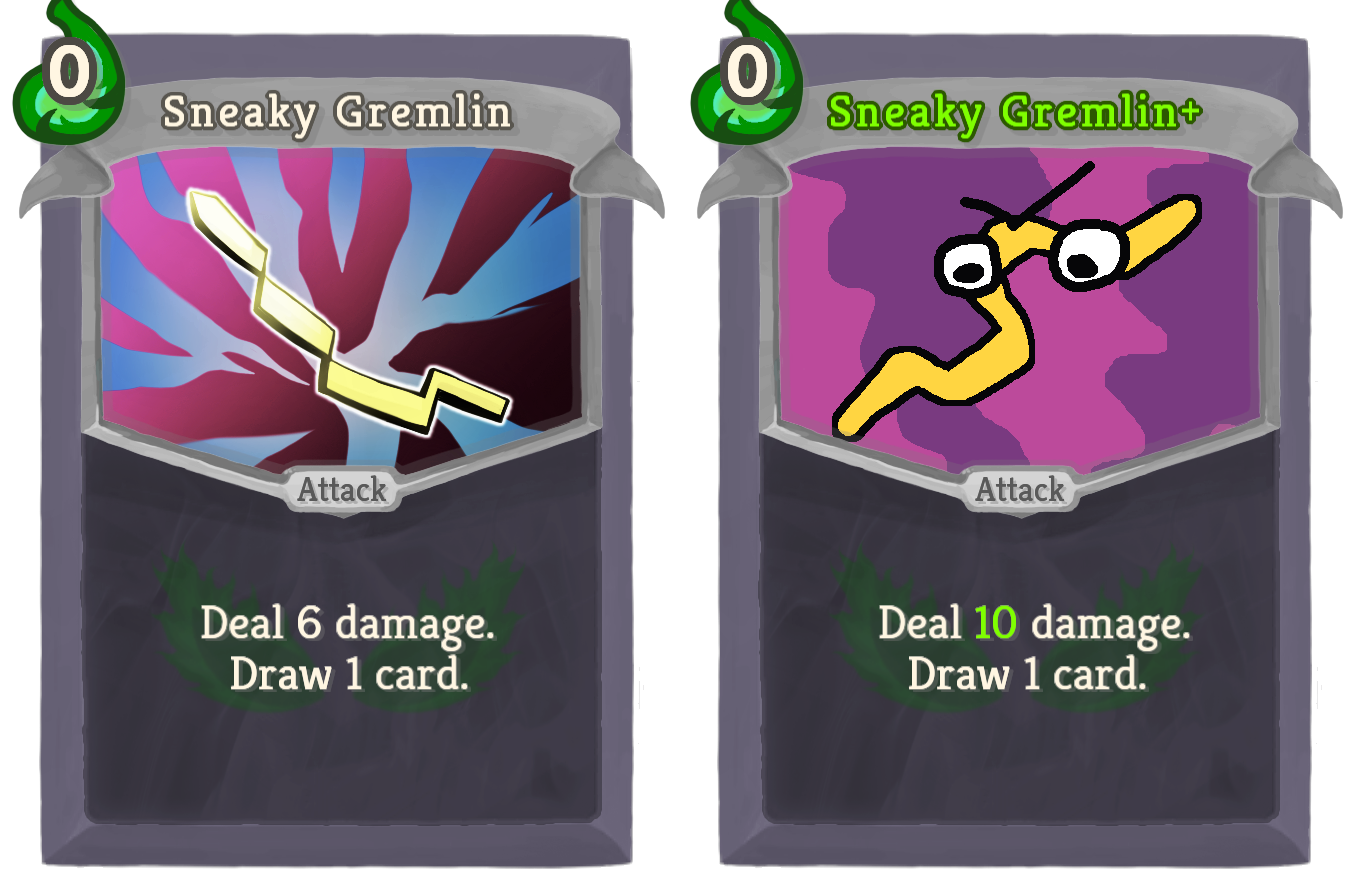 0
Sneaky Gremlin
Attack
Deal 6 damage.
Draw 1 card.
0
Sneaky Gremlin+
Attack
Deal 10 damage.
Draw 1 card.